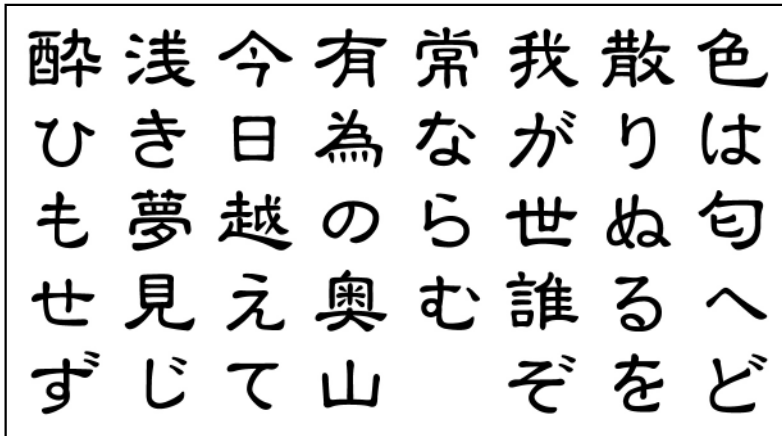 色は匂へど
散りぬるを
我が世誰ぞ
常ならむ
有為の奥山
今日越えて
浅き夢見じ
酔ひもせず